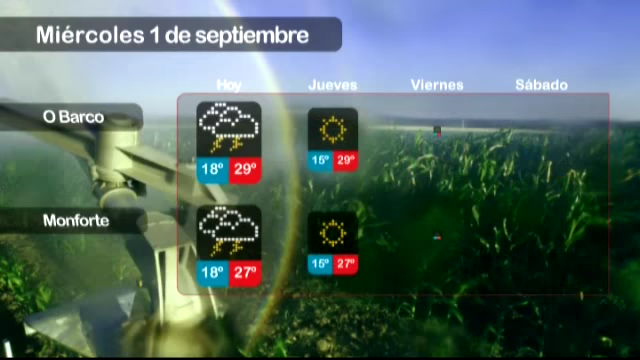 Miércoles 1 de septiembre
Hoy Jueves Viernes Sábado
O Barco
18º 29º 15º 29º
Monforte
18º 27º 15º 27º